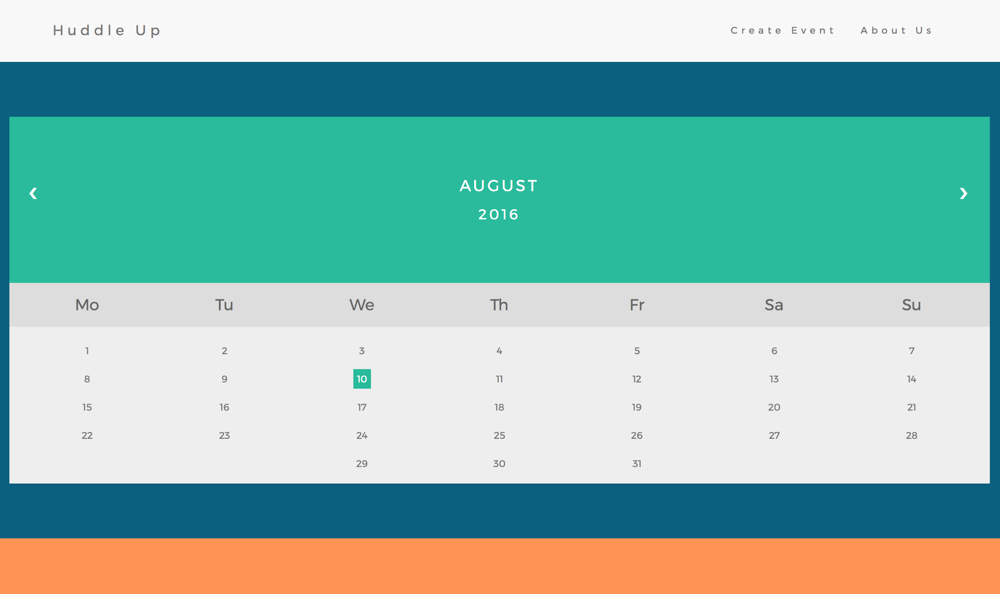 Huddle Up Create Event About Us
‹ AUGUST ›
2016
Mo Tu We Th Fr Sa Su
1 2 3 4 5 6 7
8 9 10 11 12 13 14
15 16 17 18 19 20 21
22 23 24 25 26 27 28
29 30 31